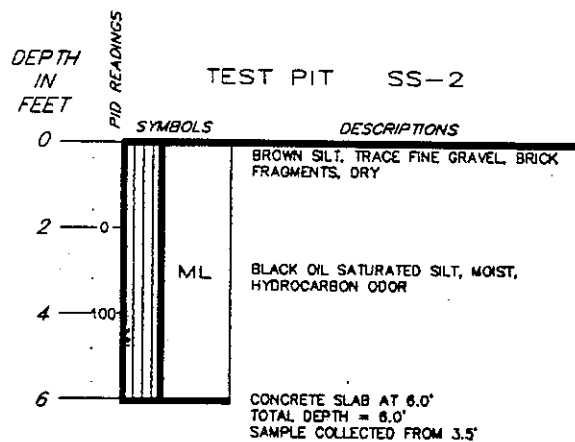 DEPTH
IN
FEET
PID READINGS
TEST PIT SS-2
SYMBOLS
DESCRIPTIONS
0
BROWN SILT, TRACE FINE GRAVEL, BRICK
FRAGMENTS, DRY
2
0
ML
BLACK OIL SATURATED SILT, MOIST,
HYDROCARBON ODOR
4
100
6
CONCRETE SLAB AT 6.0'
TOTAL DEPTH = 6.0'
SAMPLE COLLECTED FROM 3.5'